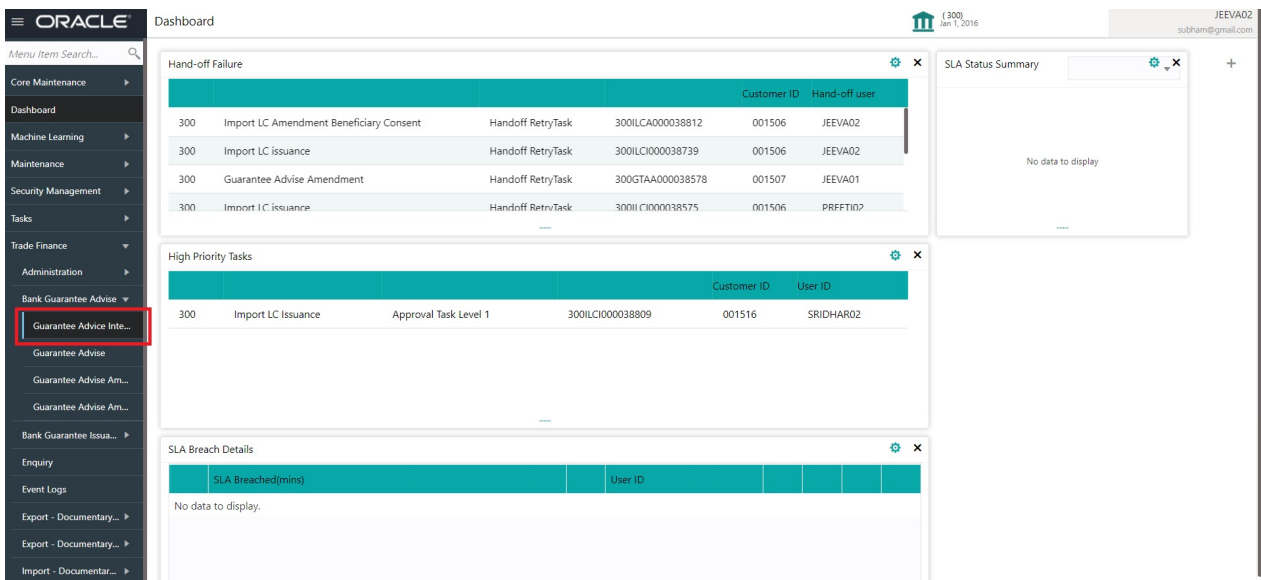 ORACLE
Dashboard
(300)
Jan 1, 2016
JEEVA02
subham@gmail.com
Menu Item Search...
Core Maintenance
Dashboard
Machine Learning
Maintenance
Security Management
Tasks
Trade Finance
Administration
Bank Guarantee Advise
Guarantee Advice Inte...
Guarantee Advise
Guarantee Advise Am...
Guarantee Advise Am...
Bank Guarantee Issua...
Enquiry
Event Logs
Export - Documentary...
Export - Documentary...
Import - Documentar...
Hand-off Failure
Customer ID Hand-off user
300 Import LC Amendment Beneficiary Consent Handoff RetryTask 300ILCA000038812 001506 JEEVA02
300 Import LC issuance Handoff RetryTask 300ILCI000038739 001506 JEEVA02
300 Guarantee Advise Amendment Handoff RetryTask 300GTAA000038578 001507 JEEVA01
300 Import LC issuance Handoff RetryTask 300ILCI000038575 001506 PREETI02
SLA Status Summary
No data to display
High Priority Tasks
Customer ID User ID
300 Import LC Issuance Approval Task Level 1 300ILCI000038809 001516 SRIDHAR02
SLA Breach Details
SLA Breached(mins) User ID
No data to display.